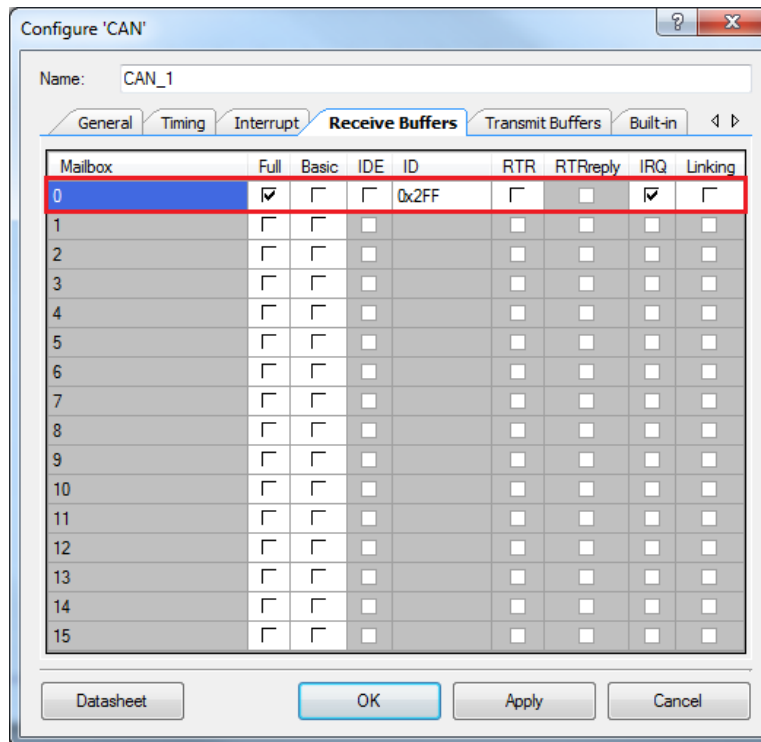 Configure 'CAN'
Name: CAN_1
General Timing Interrupt Receive Buffers Transmit Buffers Built-in
Mailbox Full Basic IDE ID RTR RTRreply IRQ Linking
0 0x2FF
1
2
3
4
5
6
7
8
9
10
11
12
13
14
15
Datasheet OK Apply Cancel